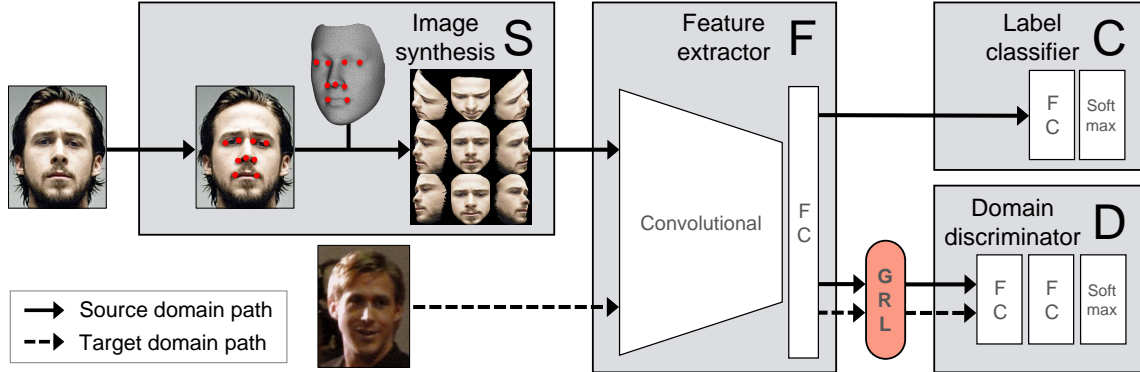 Image
synthesis S
Feature
extractor F
Label
classifier C
F
C
Soft
max
Convolutional
F
C
Domain
discriminator D
G
R
L
F
C
F
C
Soft
max
Source domain path
Target domain path